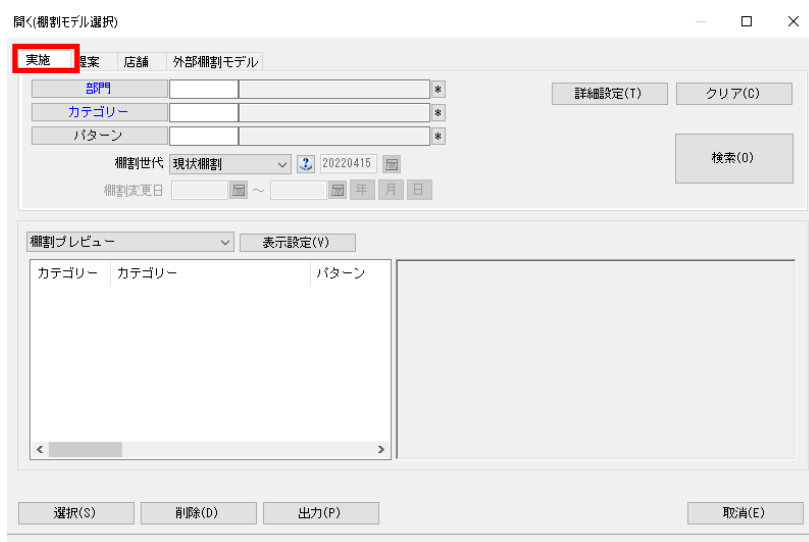 開く(棚割モデル選択)
実施 提案 店舗 外部棚割モデル
部門 * 詳細設定(T) クリア(C)
カテゴリー *
パターン *
棚割世代 現状棚割 20220415 検索(O)
棚割変更日 ～ 年 月 日
棚割プレビュー 表示設定(V)
カテゴリー カテゴリー パターン
選択(S) 削除(D) 出力(P) 取消(E)